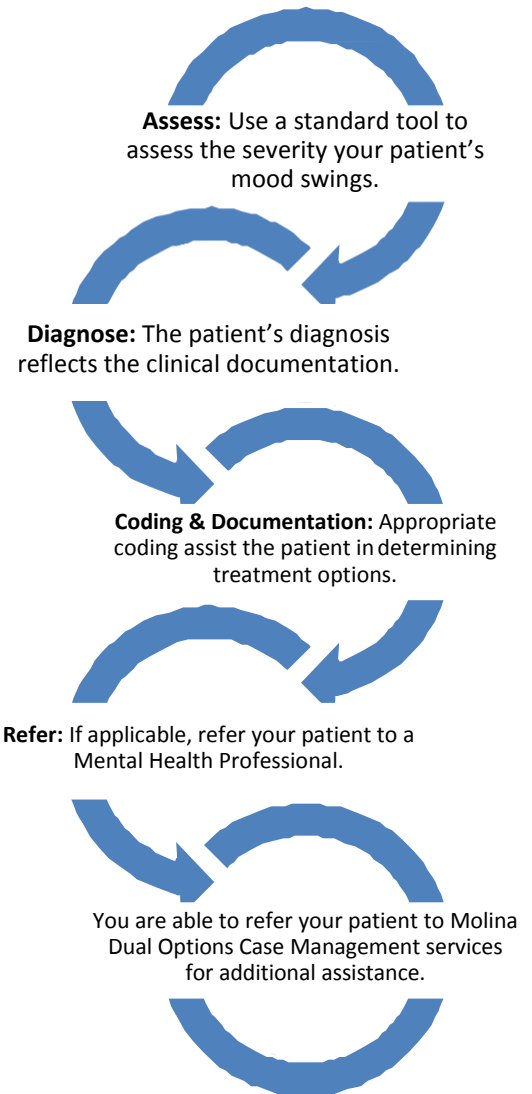 Assess: Use a standard tool to
assess the severity your patient's
mood swings.
Diagnose: The patient's diagnosis
reflects the clinical documentation.
Coding & Documentation: Appropriate
coding assist the patient in determining
treatment options.
Refer: If applicable, refer your patient to a
Mental Health Professional.
You are able to refer your patient to Molina
Dual Options Case Management services
for additional assistance.